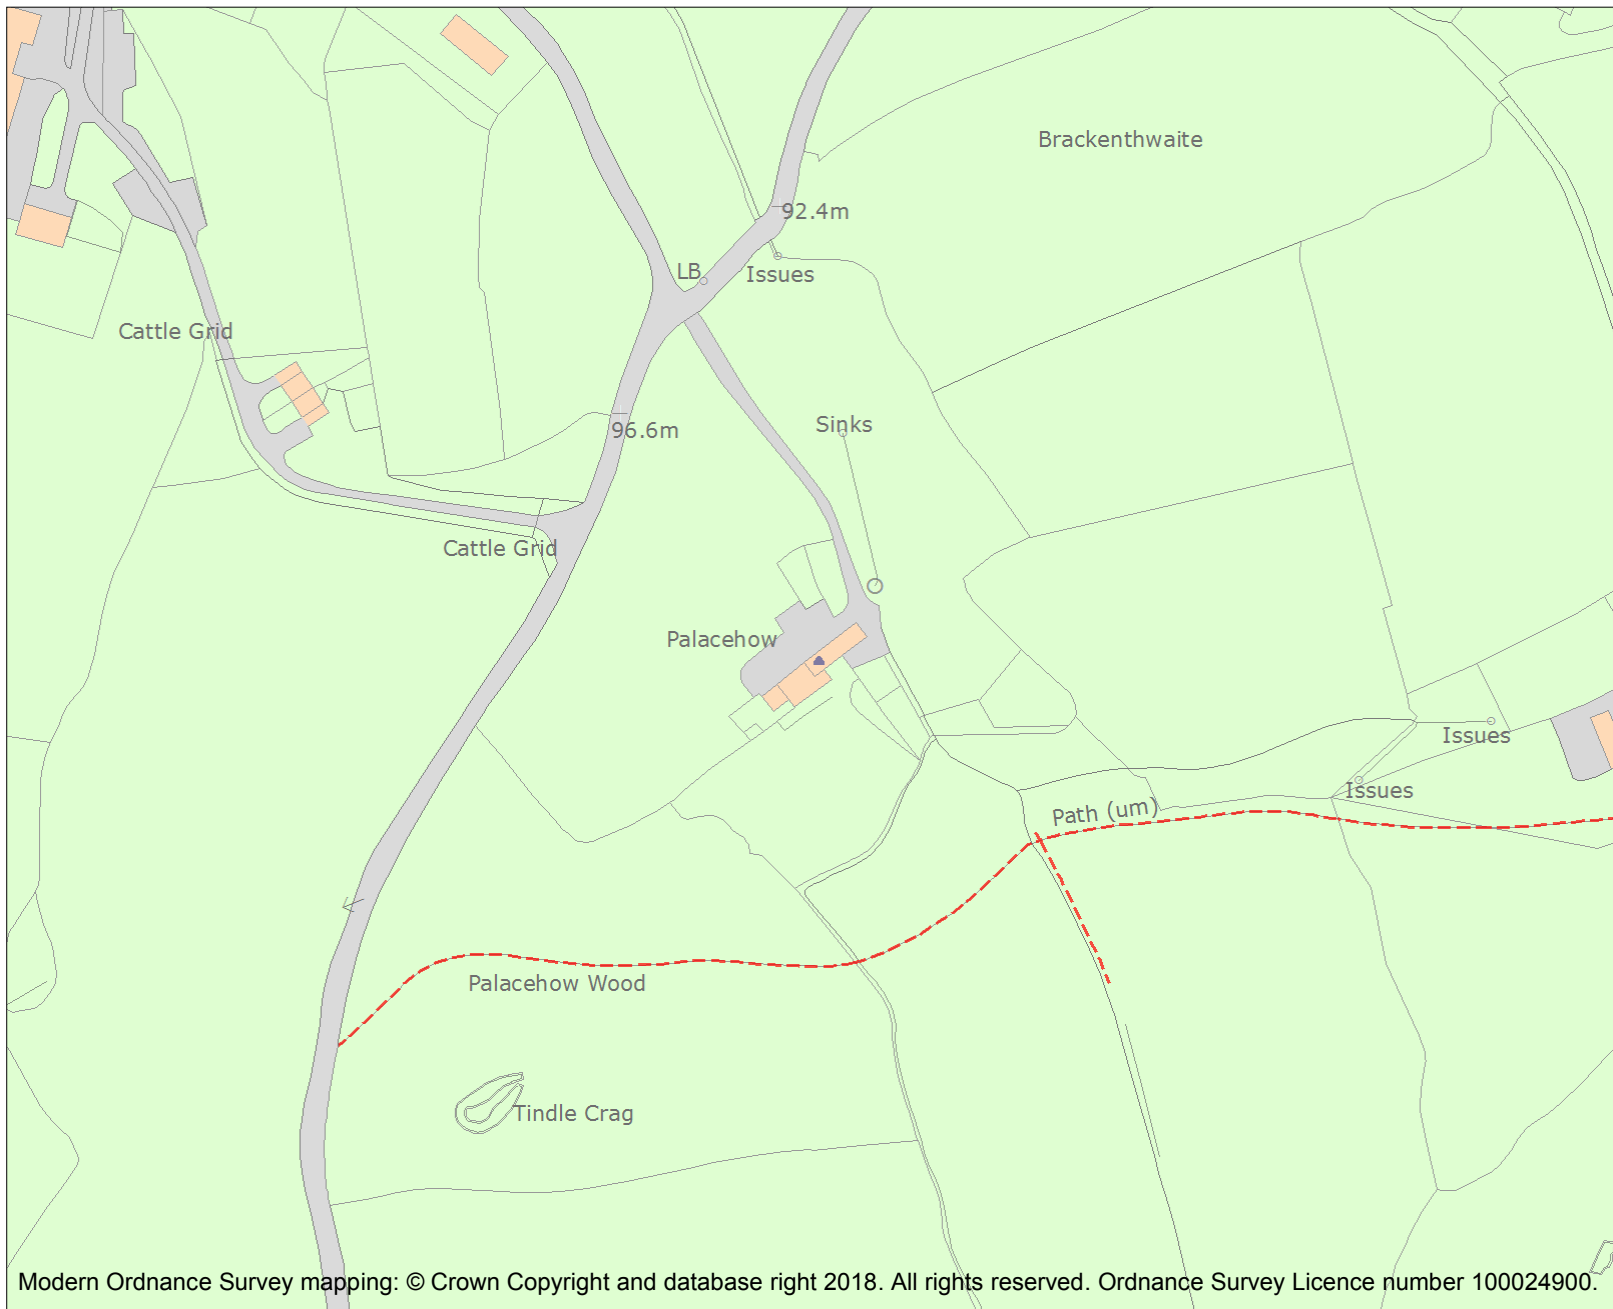 Brackenthwaite
92.4m
LB
Issues
Cattle Grid
Sinks
96.6m
Cattle Grid
Palacehow
Issues
Issues
Path (um)
Palacehow Wood
Tindle Crag
Modern Ordnance Survey mapping: © Crown Copyright and database right 2018. All rights reserved. Ordnance Survey Licence number 100024900.